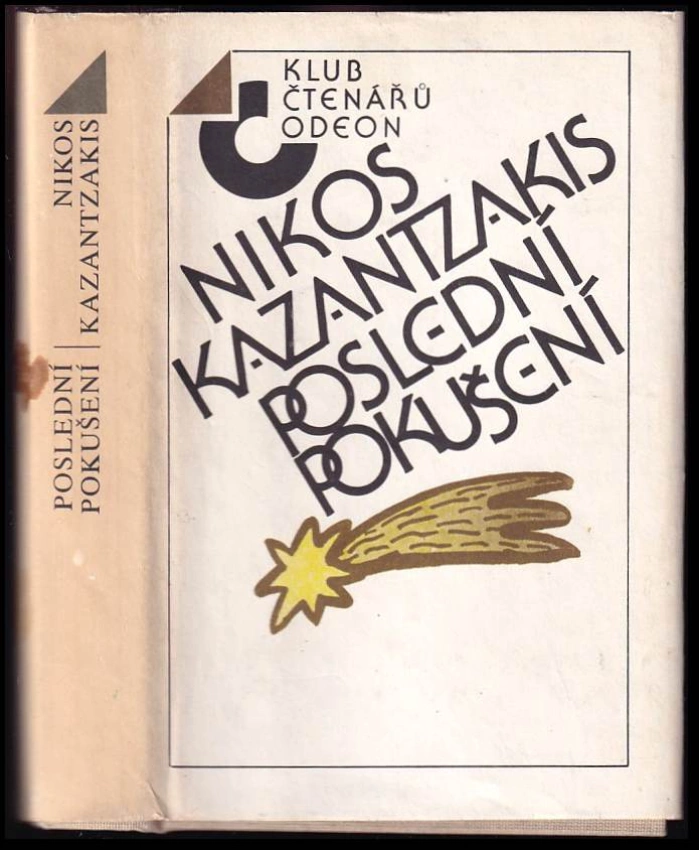 NIKOS
KAZANTZAKIS
POSLEDNÍ
POKUŠENÍ
KLUB
ČTENÁŘŮ
ODEON
NIKOS
KAZANTZAKIS
POSLEDNÍ
POKUŠENÍ